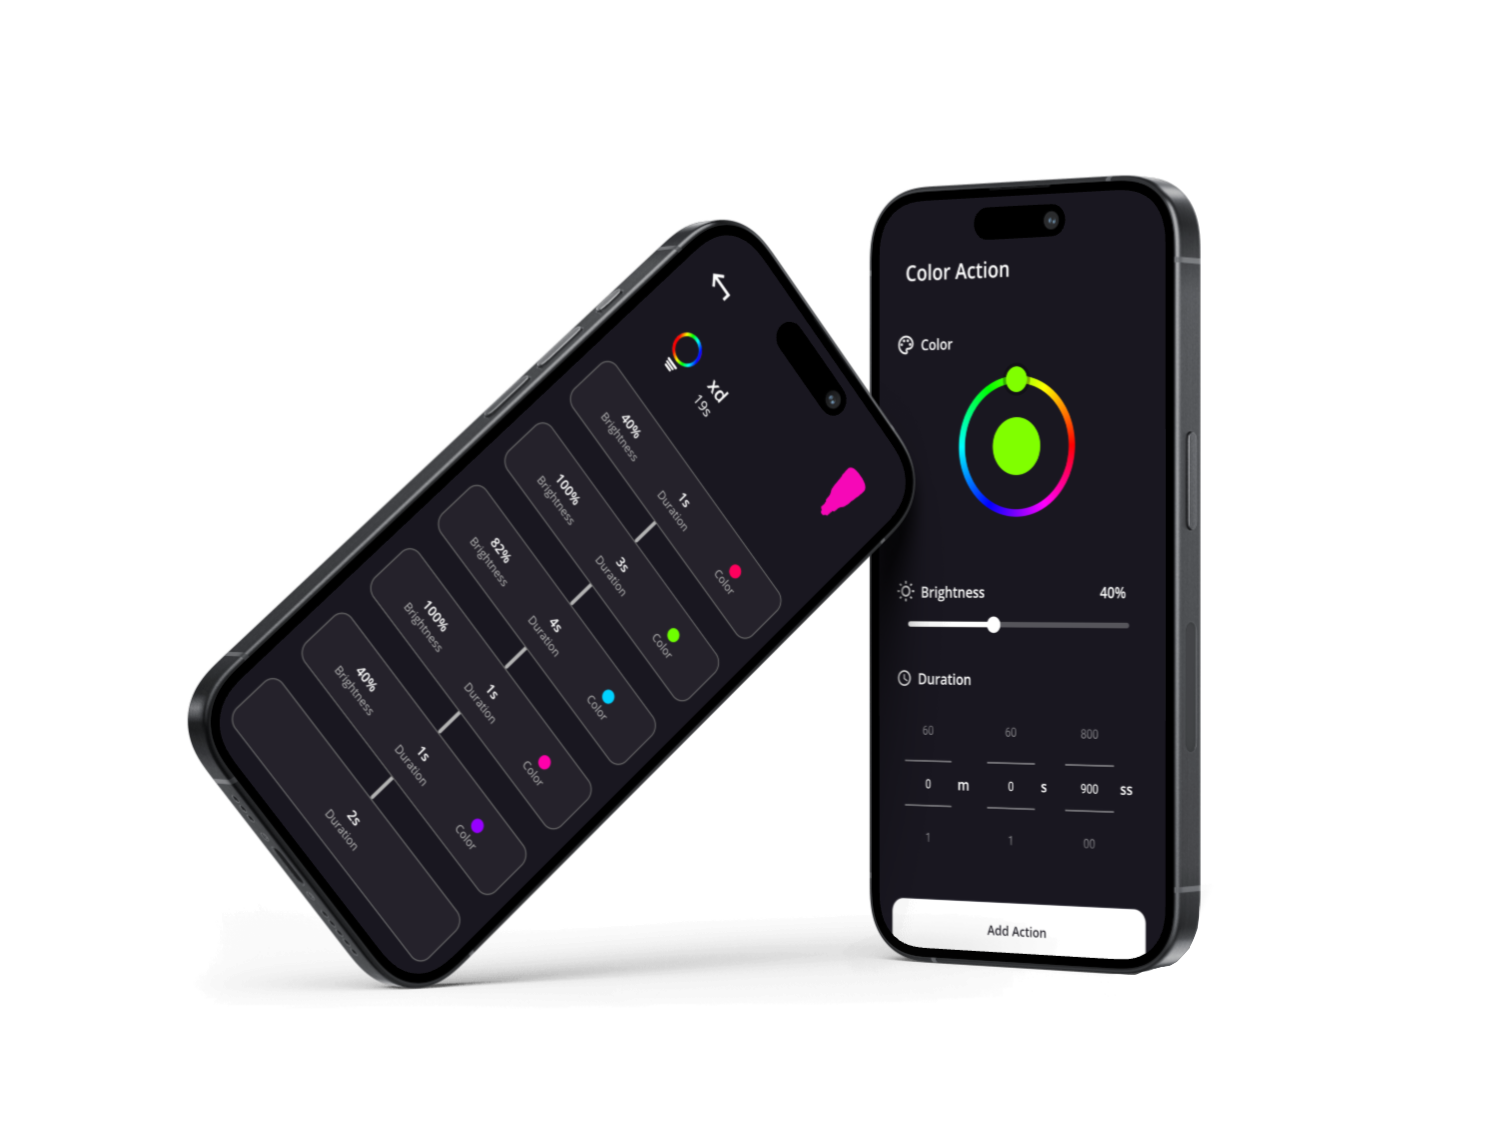 xd
19s
40%
Brightness
1s
Duration
Color
100%
Brightness
3s
Duration
Color
82%
Brightness
4s
Duration
Color
100%
Brightness
1s
Duration
Color
40%
Brightness
1s
Duration
Color
2s
Duration
Color Action
Color
Brightness 40%
Duration
60 60 800
0 m 0 s 900 ss
1 1 00
Add Action